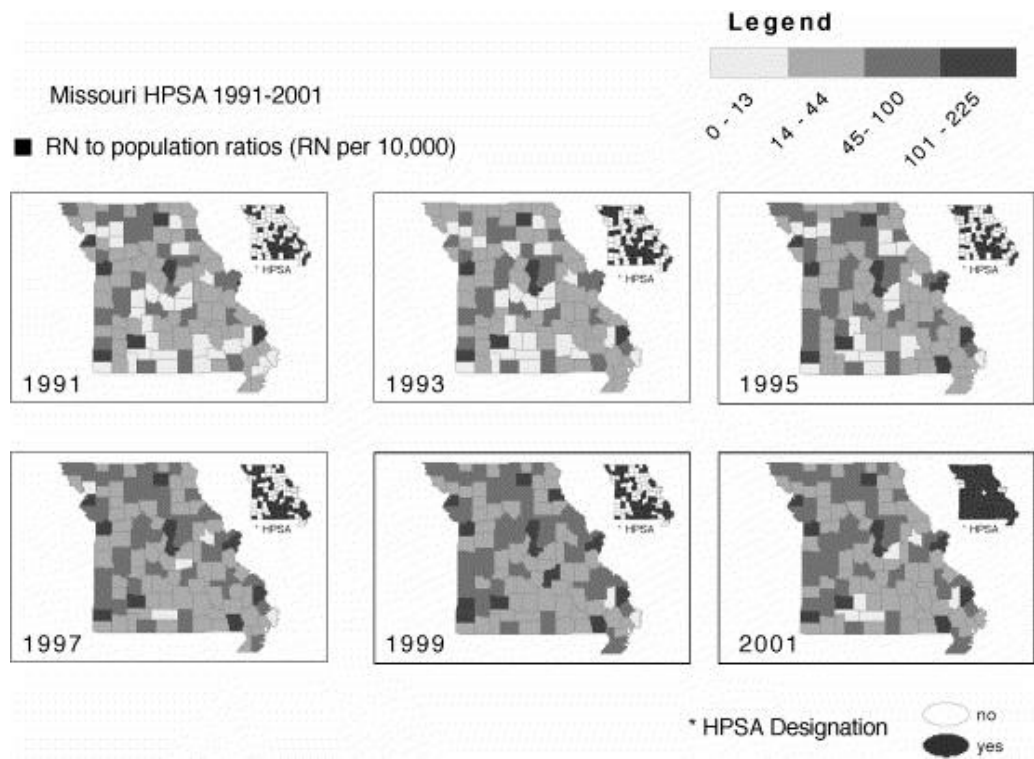 Legend
0 - 13
14 - 44
45- 100
101 - 225
Missouri HPSA 1991-2001
RN to population ratios (RN per 10,000)
* HPSA
1991
* HPSA
1993
* HPSA
1995
* HPSA
1997
* HPSA
1999
* HPSA
2001
* HPSA Designation
no
yes